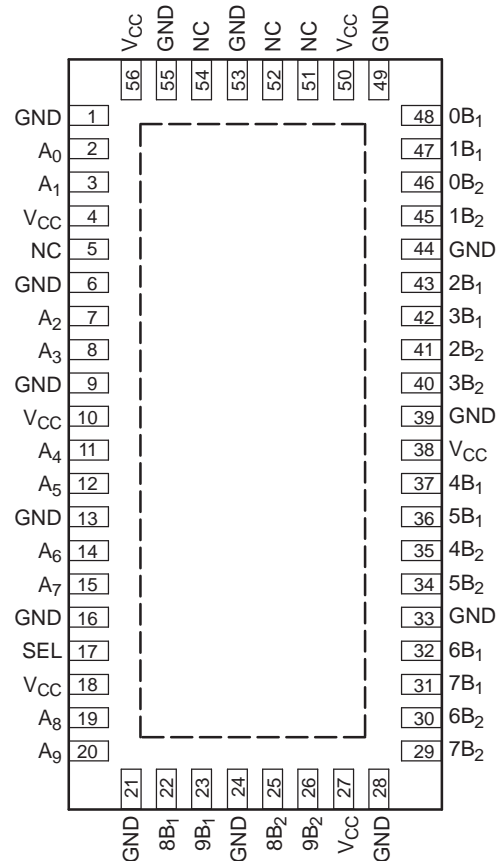 VCC GND NC GND NC NC VCC GND
56 55 54 53 52 51 50 49
GND 1 48 0B1
A0 2 47 1B1
A1 3 46 0B2
VCC 4 45 1B2
NC 5 44 GND
GND 6 43 2B1
A2 7 42 3B1
A3 8 41 2B2
GND 9 40 3B2
VCC 10 39 GND
A4 11 38 VCC
A5 12 37 4B1
GND 13 36 5B1
A6 14 35 4B2
A7 15 34 5B2
GND 16 33 GND
SEL 17 32 6B1
VCC 18 31 7B1
A8 19 30 6B2
A9 20 29 7B2
21 22 23 24 25 26 27 28
GND 8B1 9B1 GND 8B2 9B2 VCC GND